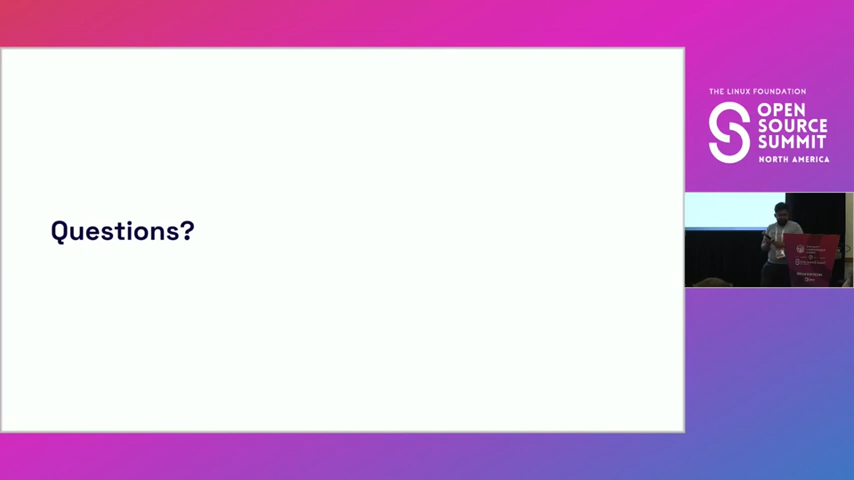 Questions?
THE LINUX FOUNDATION
OPEN
SOURCE
SUMMIT
NORTH AMERICA